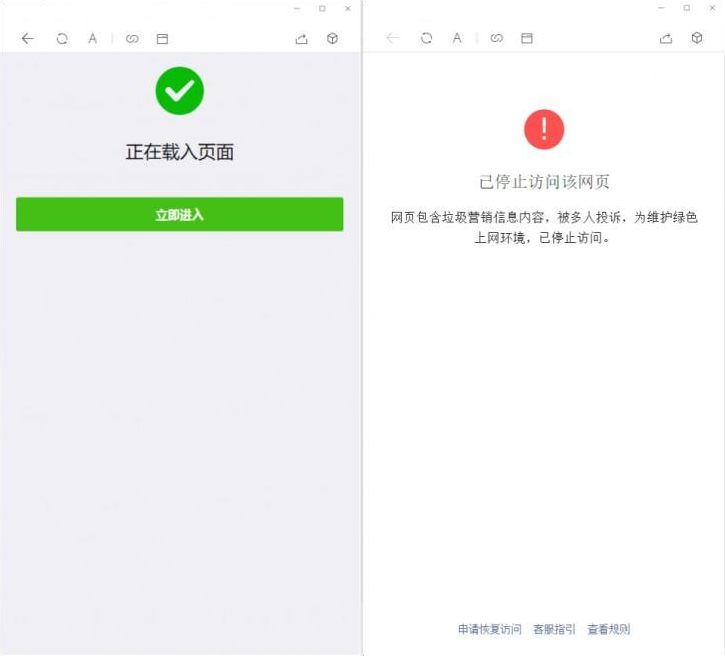 正在载入页面
立即进入
已停止访问该网页
网页包含垃圾营销信息内容，被多人投诉，为维护绿色
上网环境，已停止访问。
申请恢复访问 客服指引 查看规则